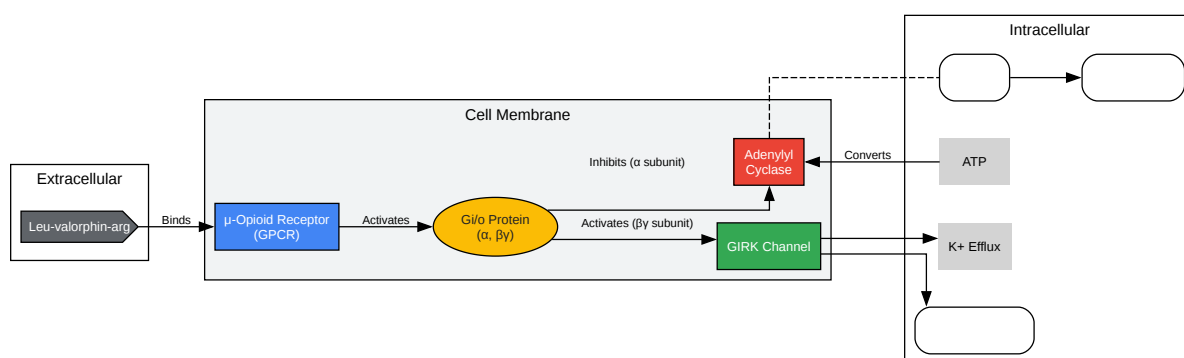 Intracellular
Cell Membrane
Extracellular
Leu-valorphin-arg
Binds
μ-Opioid Receptor
(GPCR)
Activates
Gi/o Protein
(α, βγ)
Inhibits (α subunit)
Activates (βγ subunit)
Adenylyl
Cyclase
Converts
ATP
GIRK Channel
K+ Efflux